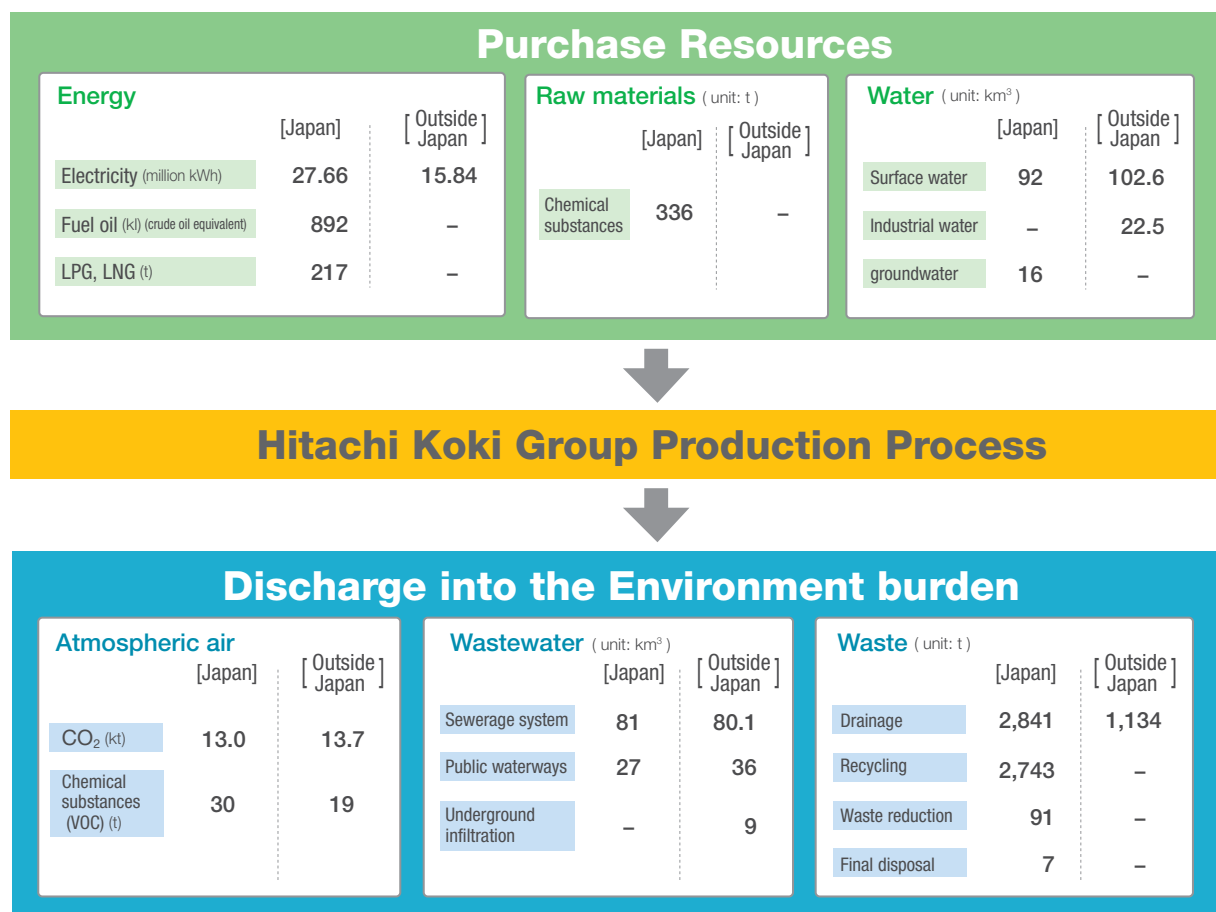 Purchase Resources
Energy
[Japan] [Outside Japan]
Electricity (million kWh) 27.66 15.84
Fuel oil (kl) (crude oil equivalent) 892 –
LPG, LNG (t) 217 –
Raw materials ( unit: t )
[Japan] [Outside Japan]
Chemical
substances 336 –
Water ( unit: km³ )
[Japan] [Outside Japan]
Surface water 92 102.6
Industrial water – 22.5
groundwater 16 –
Hitachi Koki Group Production Process
Discharge into the Environment burden
Atmospheric air
[Japan] [Outside Japan]
CO₂ (kt) 13.0 13.7
Chemical
substances
(VOC) (t) 30 19
Wastewater ( unit: km³ )
[Japan] [Outside Japan]
Sewerage system 81 80.1
Public waterways 27 36
Underground
infiltration – 9
Waste ( unit: t )
[Japan] [Outside Japan]
Drainage 2,841 1,134
Recycling 2,743 –
Waste reduction 91 –
Final disposal 7 –